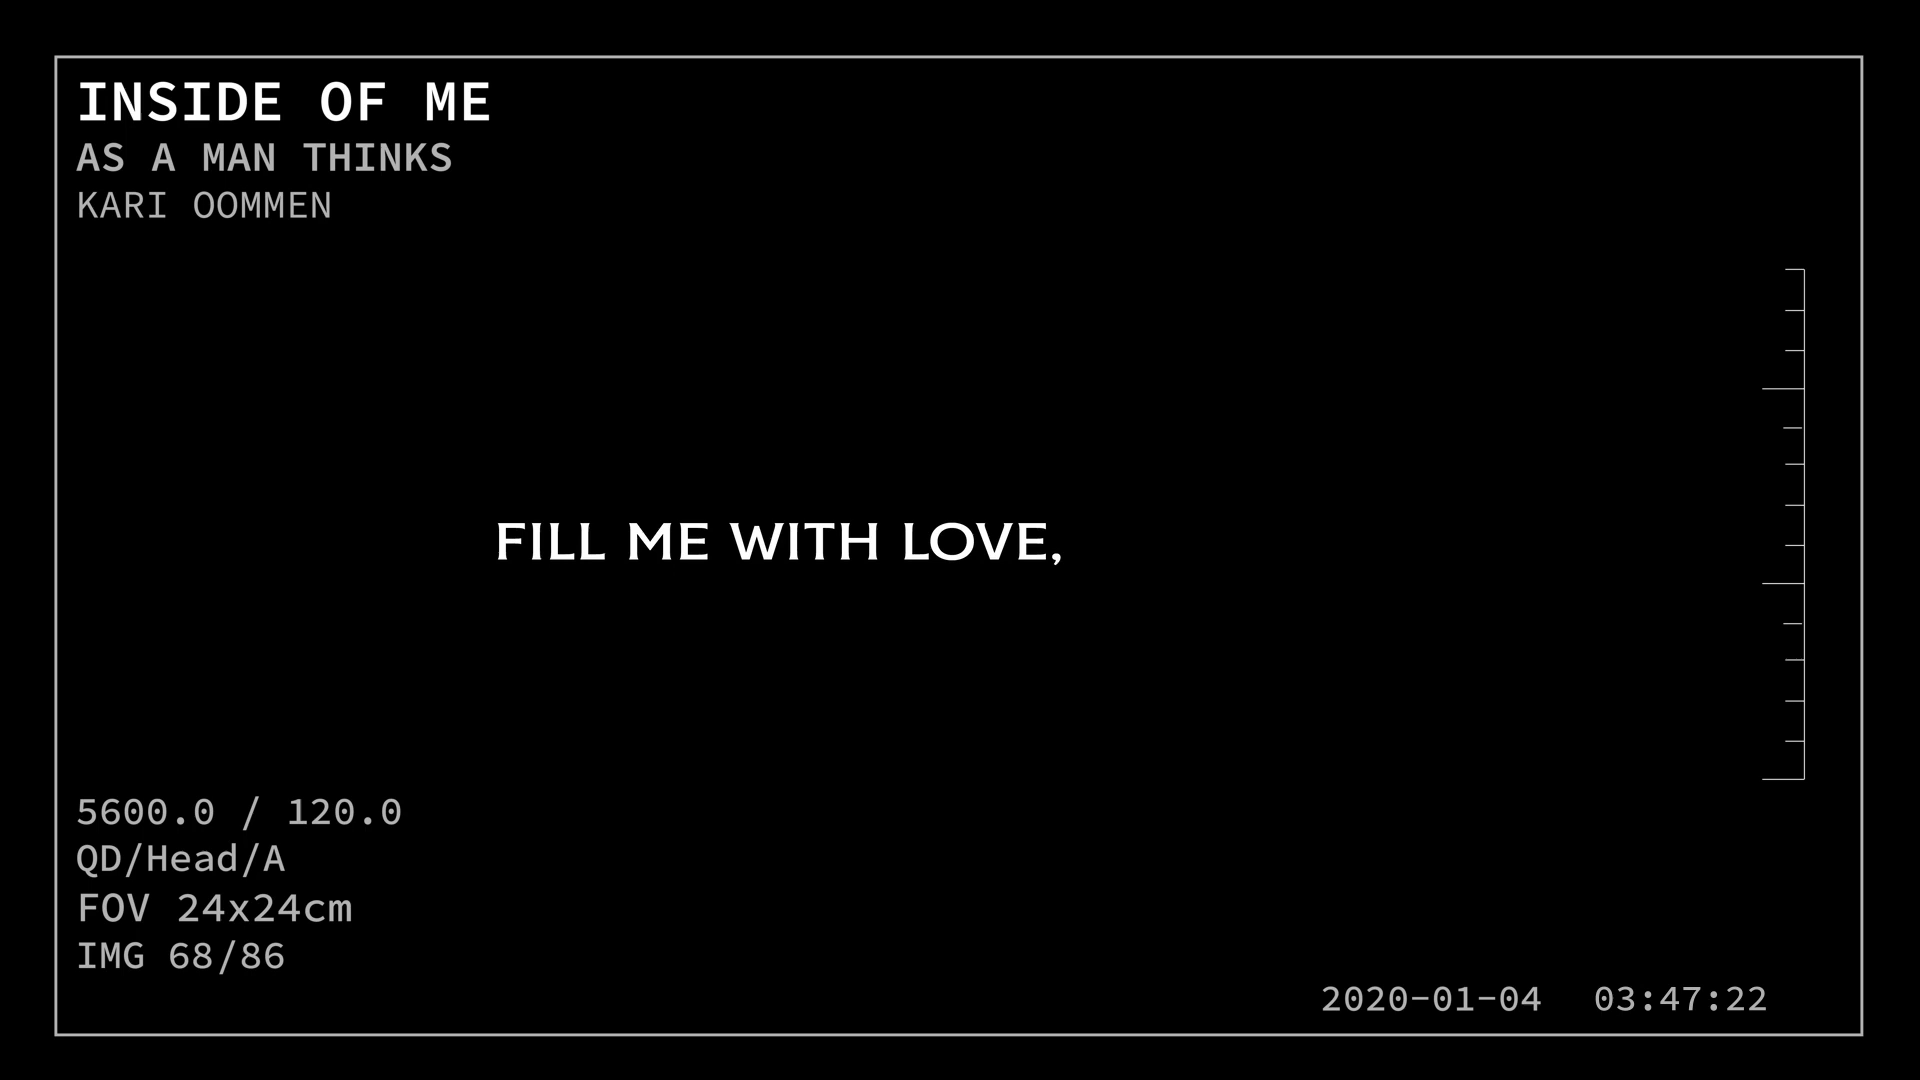 INSIDE OF ME
AS A MAN THINKS
KARI OOMMEN
FILL ME WITH LOVE,
5600.0 / 120.0
QD/Head/A
FOV 24x24cm
IMG 68/86
2020-01-04 03:47:22